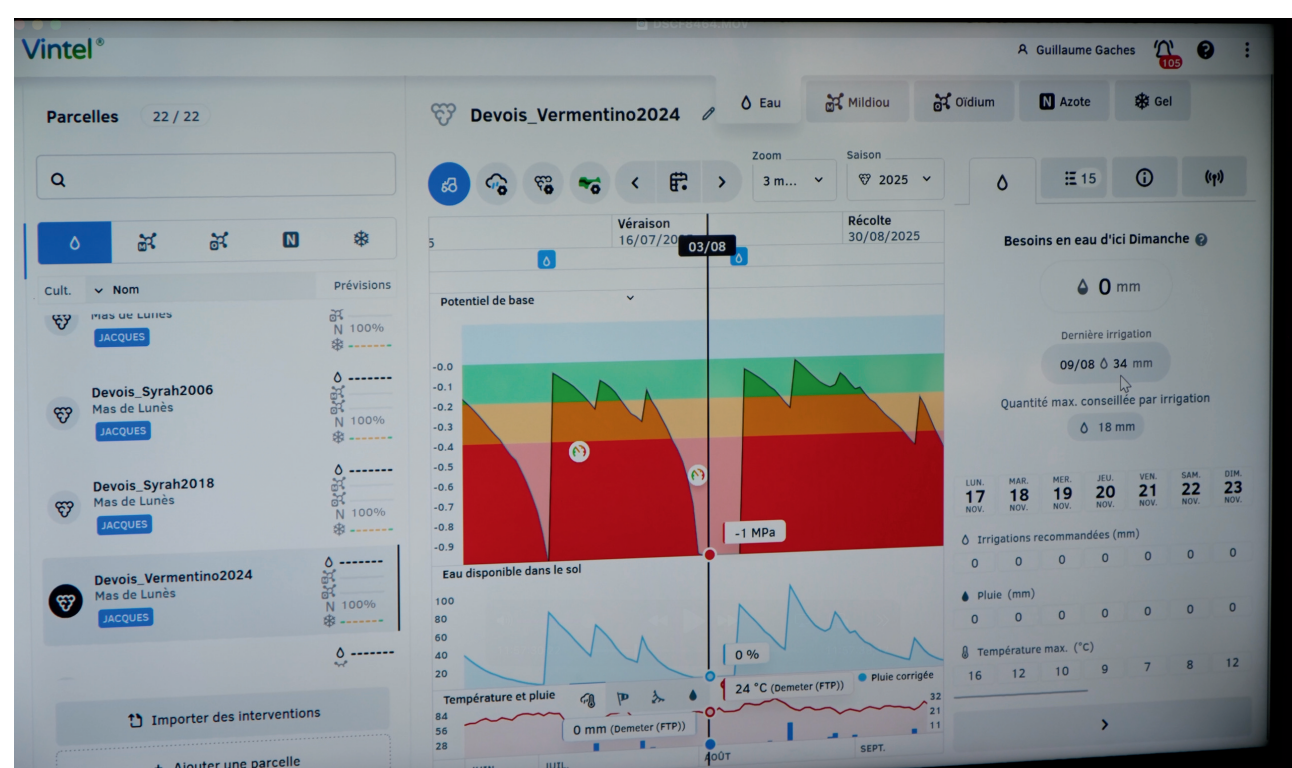 Vintel®
Guillaume Gaches
105
Parcelles
22 / 22
Devois_Vermentino2024
Eau
Mildiou
Oïdium
N Azote
Gel
Zoom
3 m...
Saison
2025
15
N
Cult.
Nom
Prévisions
Mas de Lunès
JACQUES
N 100%
Devois_Syrah2006
Mas de Lunès
JACQUES
N 100%
Devois_Syrah2018
Mas de Lunès
JACQUES
N 100%
Devois_Vermentino2024
Mas de Lunès
JACQUES
N 100%
Importer des interventions
Ajouter une parcelle
5
Véraison
16/07/20
03/08
Récolte
30/08/2025
Potentiel de base
-0.0
-0.1
-0.2
-0.3
-0.4
-0.5
-0.6
-0.7
-0.8
-0.9
-1 MPa
Eau disponible dans le sol
100
80
60
40
20
0 %
Température et pluie
24 °C (Demeter (FTP))
Pluie corrigée
84
56
28
32
21
11
0 mm (Demeter (FTP))
JUIL.
AOÛT
SEPT.
Besoins en eau d'ici Dimanche
0 mm
Dernière irrigation
09/08 34 mm
Quantité max. conseillée par irrigation
18 mm
LUN. MAR. MER. JEU. VEN. SAM. DIM.
17 18 19 20 21 22 23
NOV. NOV. NOV. NOV. NOV. NOV. NOV.
Irrigations recommandées (mm)
0 0 0 0 0 0 0
Pluie (mm)
0 0 0 0 0 0 0
Température max. (°C)
16 12 10 9 7 8 12